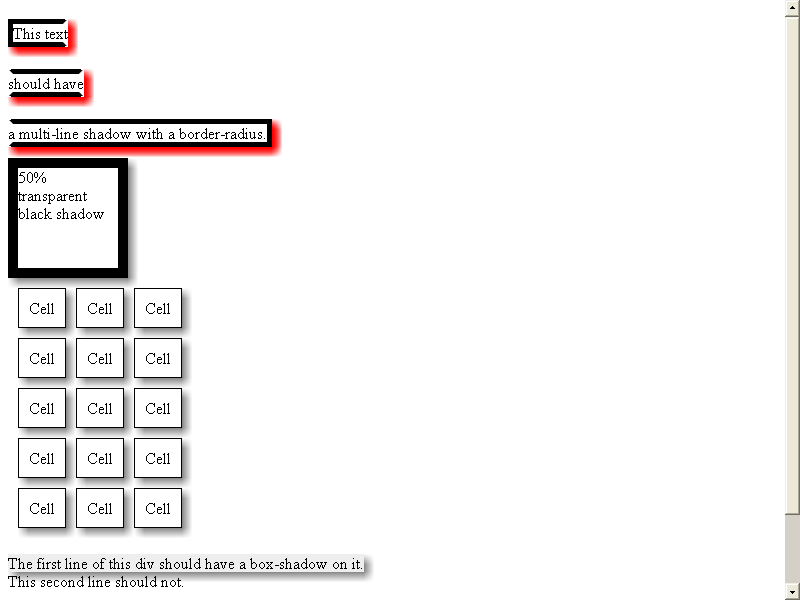 This text
should have
a multi-line shadow with a border-radius.
50%
transparent
black shadow
Cell Cell Cell
Cell Cell Cell
Cell Cell Cell
Cell Cell Cell
Cell Cell Cell
The first line of this div should have a box-shadow on it.
This second line should not.